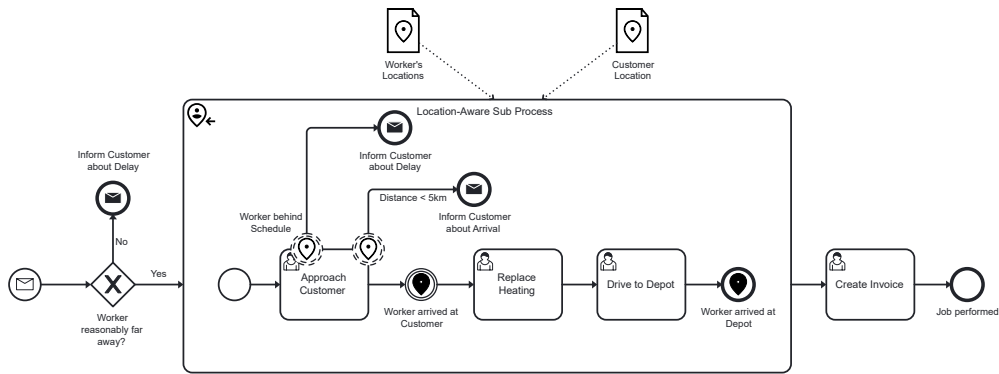 Worker's
Locations
Customer
Location
Location-Aware Sub Process
Inform Customer
about Delay
Inform Customer
about Delay
Distance < 5km
Inform Customer
about Arrival
Worker behind
Schedule
No
Yes
Worker
reasonably far
away?
Approach
Customer
Worker arrived at
Customer
Replace
Heating
Drive to Depot
Worker arrived at
Depot
Create Invoice
Job performed